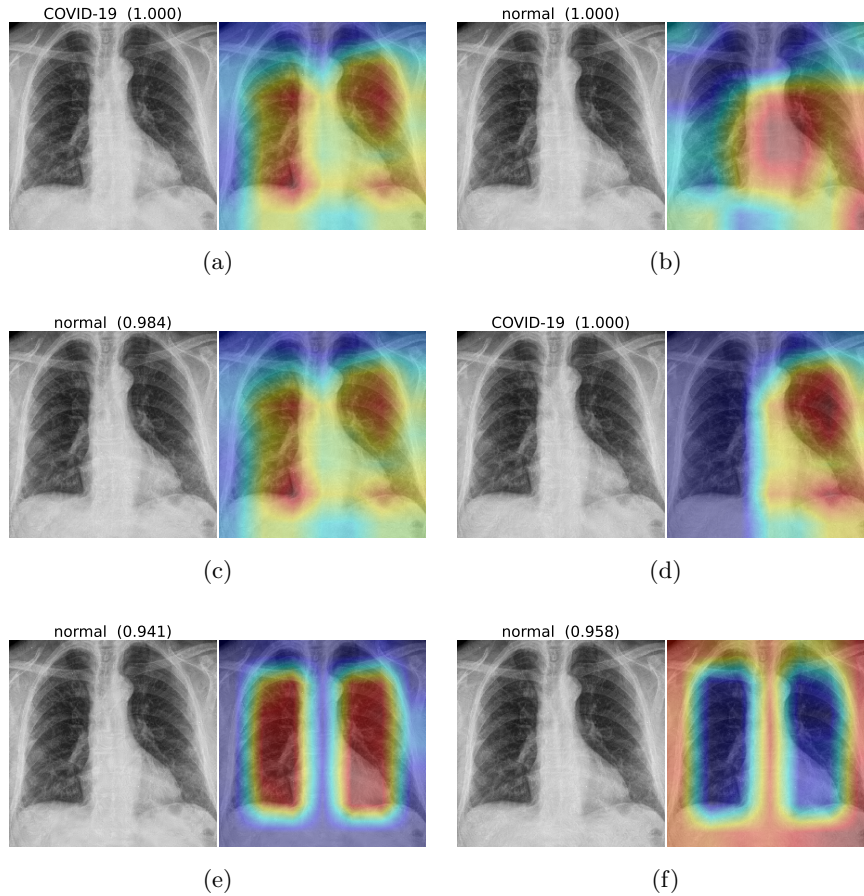 COVID-19 (1.000)
normal (1.000)
(a)
(b)
normal (0.984)
COVID-19 (1.000)
(c)
(d)
normal (0.941)
normal (0.958)
(e)
(f)